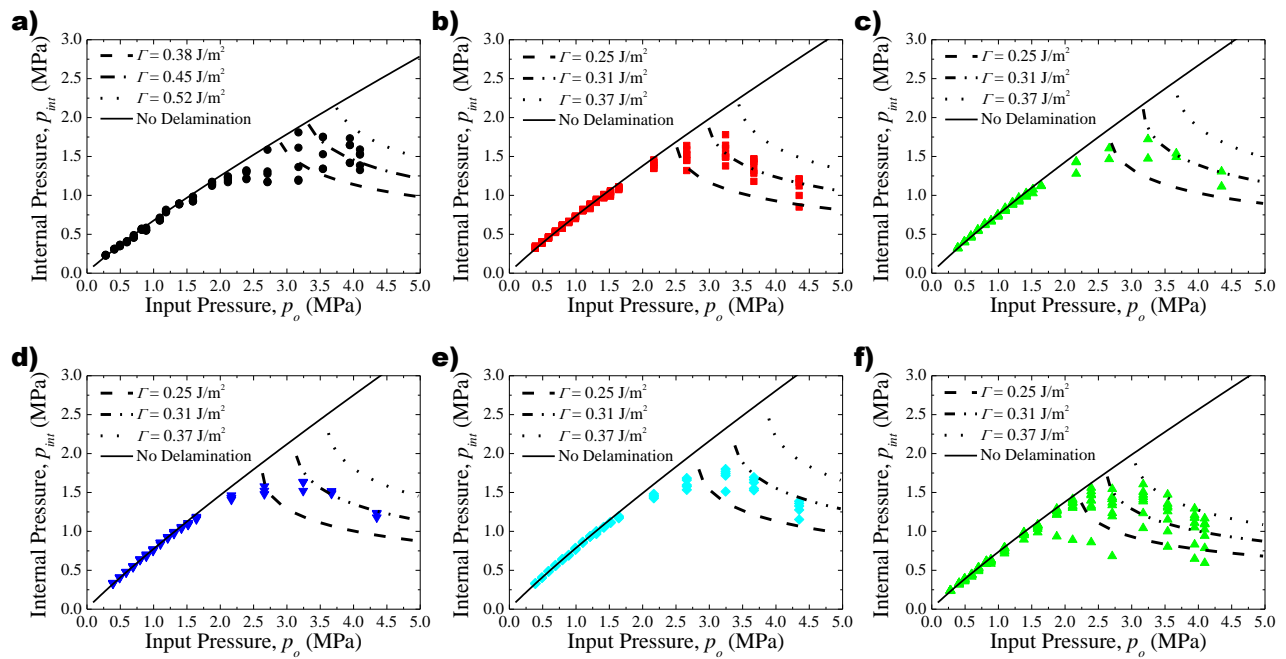 a)
3.0
2.5
2.0
1.5
1.0
0.5
0.0
Internal Pressure, p_int (MPa)
Γ = 0.38 J/m²
Γ = 0.45 J/m²
Γ = 0.52 J/m²
No Delamination
0.0 0.5 1.0 1.5 2.0 2.5 3.0 3.5 4.0 4.5 5.0
Input Pressure, p_o (MPa)
b)
3.0
2.5
2.0
1.5
1.0
0.5
0.0
Internal Pressure, p_int (MPa)
Γ = 0.25 J/m²
Γ = 0.31 J/m²
Γ = 0.37 J/m²
No Delamination
0.0 0.5 1.0 1.5 2.0 2.5 3.0 3.5 4.0 4.5 5.0
Input Pressure, p_o (MPa)
c)
3.0
2.5
2.0
1.5
1.0
0.5
0.0
Internal Pressure, p_int (MPa)
Γ = 0.25 J/m²
Γ = 0.31 J/m²
Γ = 0.37 J/m²
No Delamination
0.0 0.5 1.0 1.5 2.0 2.5 3.0 3.5 4.0 4.5 5.0
Input Pressure, p_o (MPa)
d)
3.0
2.5
2.0
1.5
1.0
0.5
0.0
Internal Pressure, p_int (MPa)
Γ = 0.25 J/m²
Γ = 0.31 J/m²
Γ = 0.37 J/m²
No Delamination
0.0 0.5 1.0 1.5 2.0 2.5 3.0 3.5 4.0 4.5 5.0
Input Pressure, p_o (MPa)
e)
3.0
2.5
2.0
1.5
1.0
0.5
0.0
Internal Pressure, p_int (MPa)
Γ = 0.25 J/m²
Γ = 0.31 J/m²
Γ = 0.37 J/m²
No Delamination
0.0 0.5 1.0 1.5 2.0 2.5 3.0 3.5 4.0 4.5 5.0
Input Pressure, p_o (MPa)
f)
3.0
2.5
2.0
1.5
1.0
0.5
0.0
Internal Pressure, p_int (MPa)
Γ = 0.25 J/m²
Γ = 0.31 J/m²
Γ = 0.37 J/m²
No Delamination
0.0 0.5 1.0 1.5 2.0 2.5 3.0 3.5 4.0 4.5 5.0
Input Pressure, p_o (MPa)